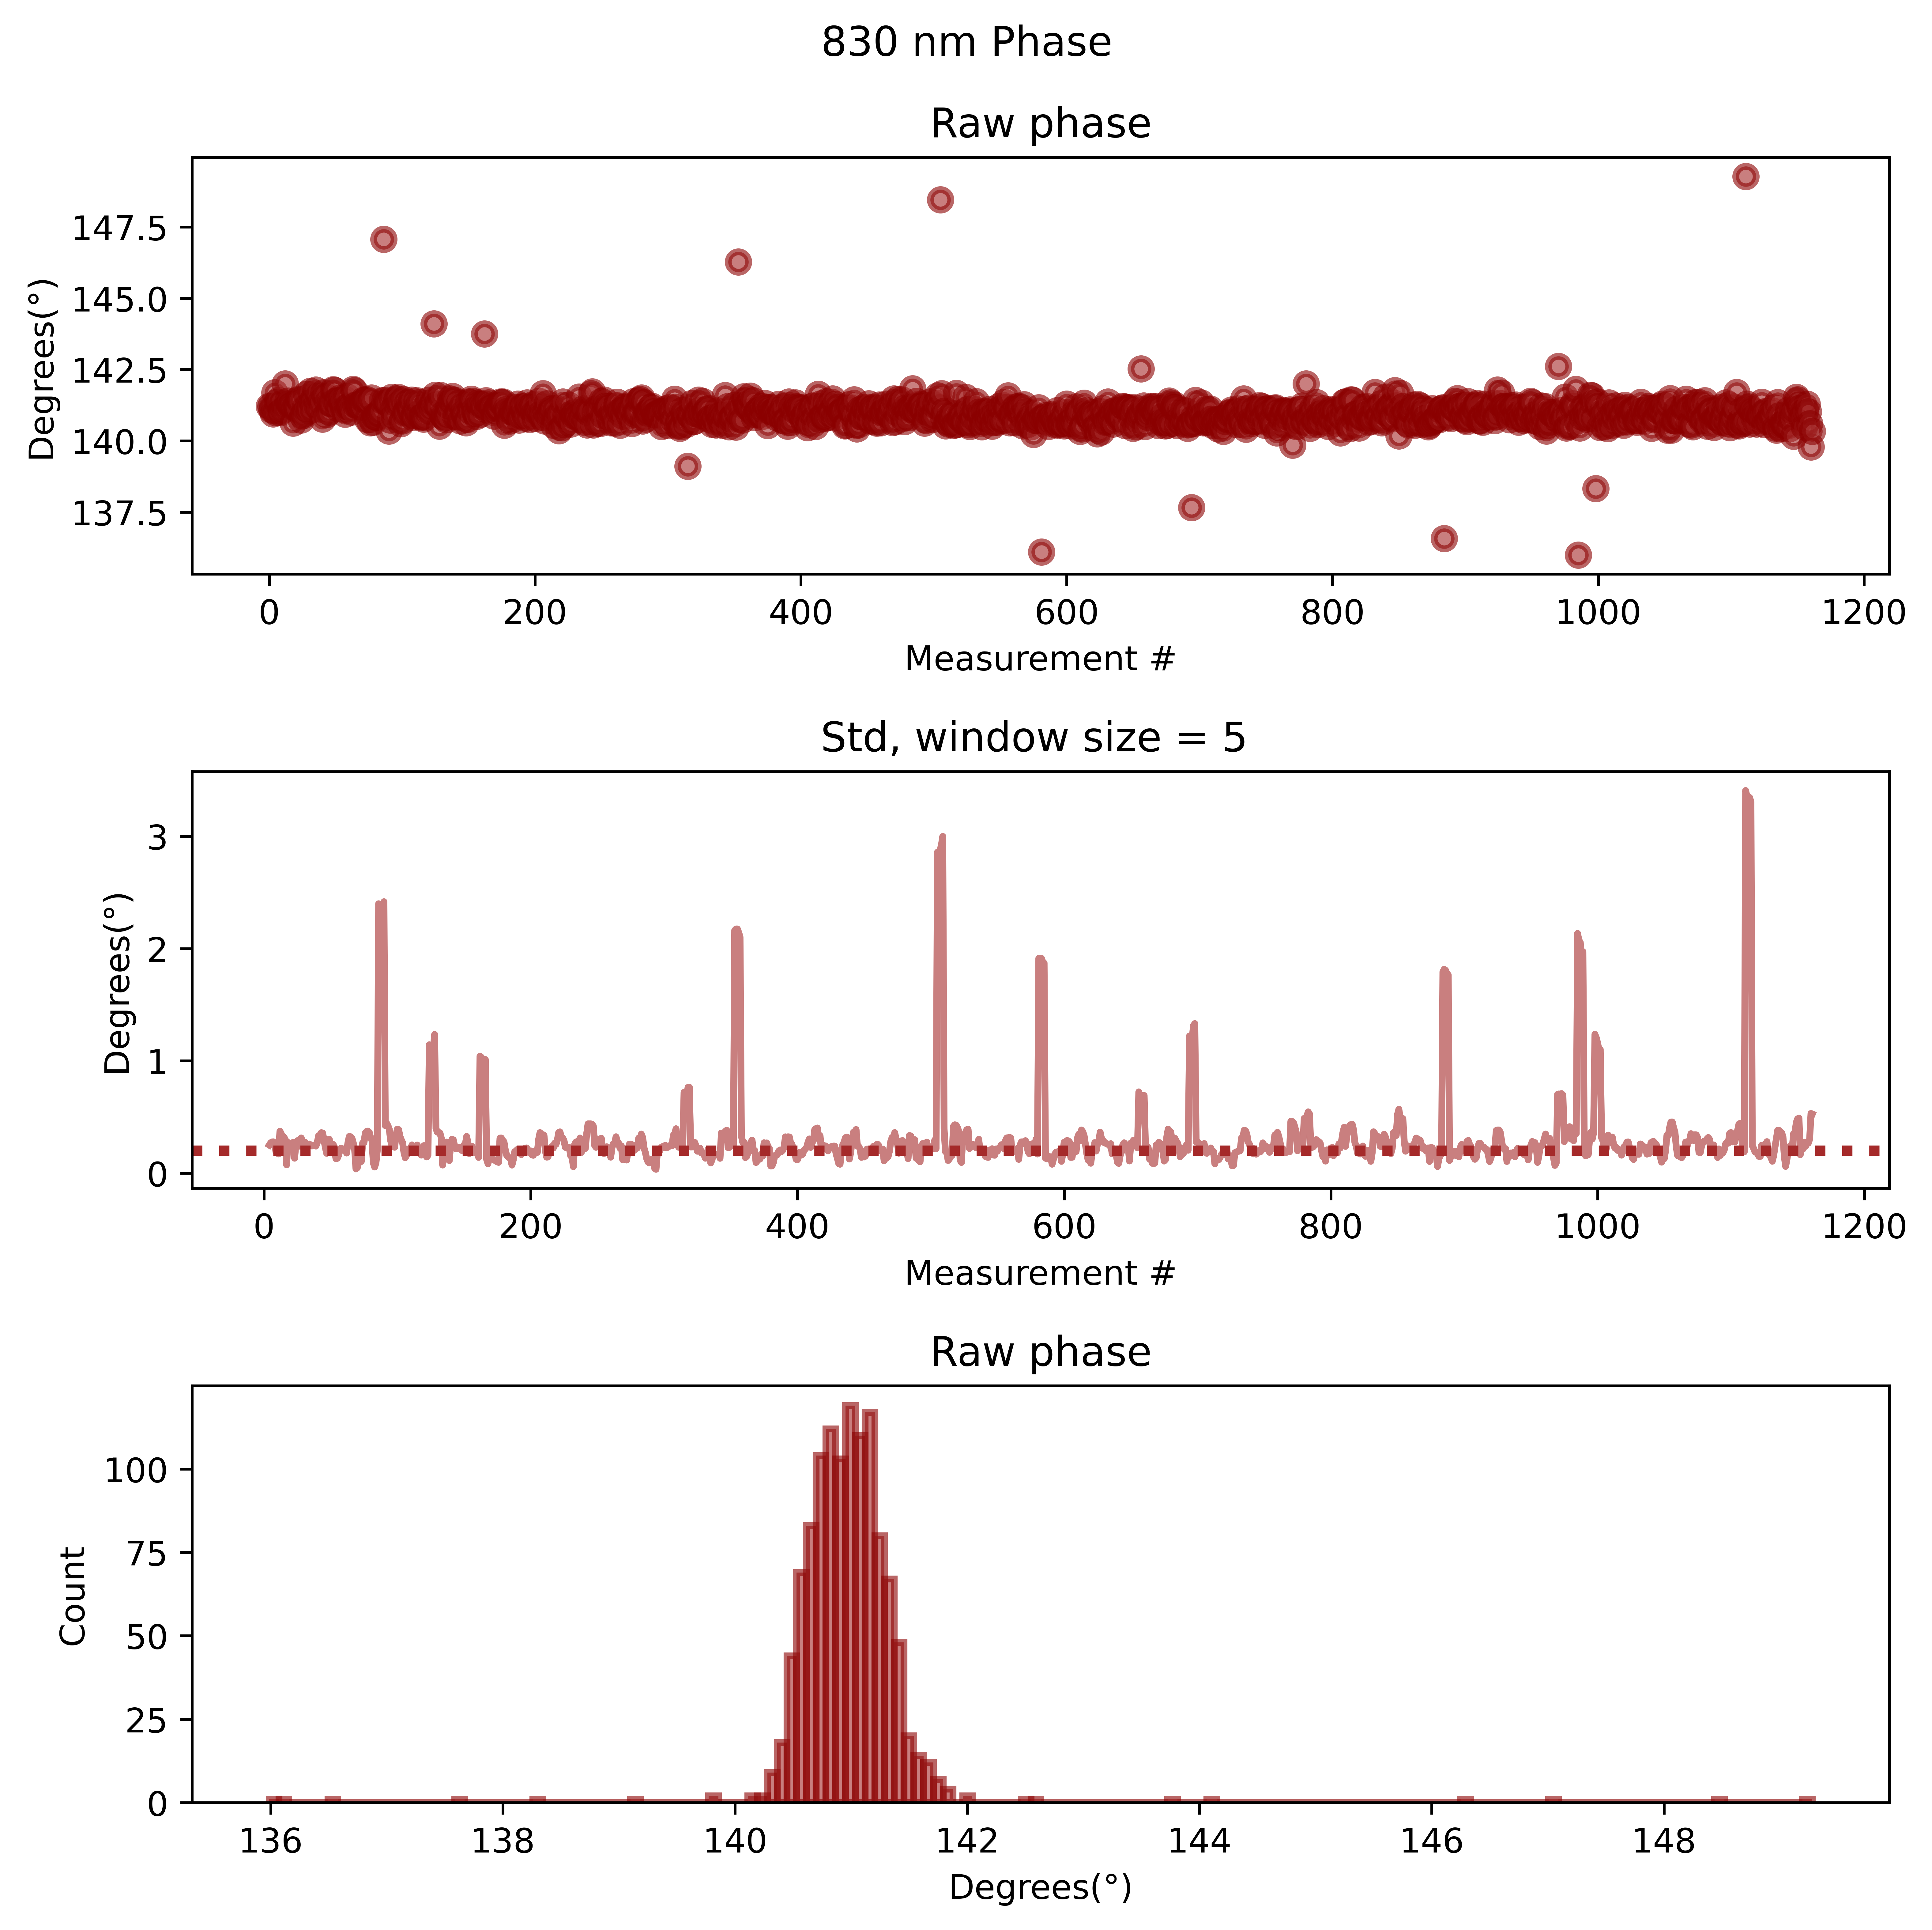 830 nm Phase
Raw phase
Degrees(°)
147.5
145.0
142.5
140.0
137.5
0 200 400 600 800 1000 1200
Measurement #
Std, window size = 5
Degrees(°)
3
2
1
0
0 200 400 600 800 1000 1200
Measurement #
Raw phase
Count
100
75
50
25
0
136 138 140 142 144 146 148
Degrees(°)